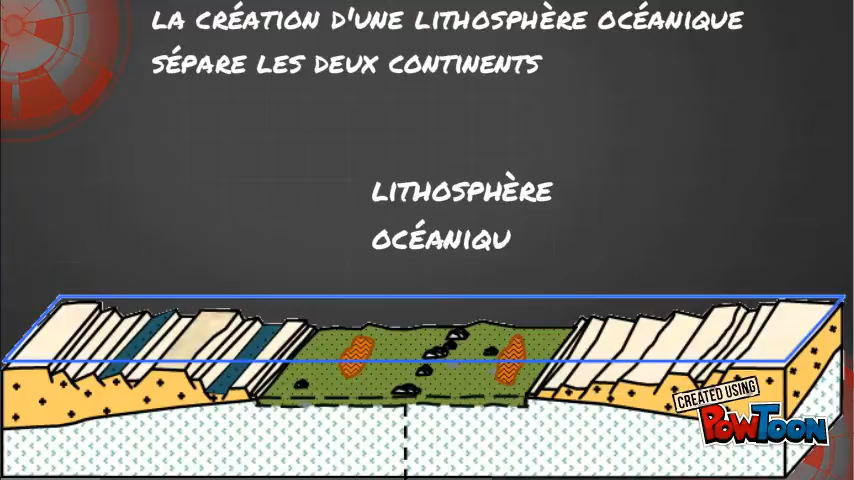 LA CRÉATION D'UNE LITHOSPHÈRE OCÉANIQUE
SÉPARE LES DEUX CONTINENTS
LITHOSPHÈRE
OCÉANIQU
CREATED USING
POWTOON